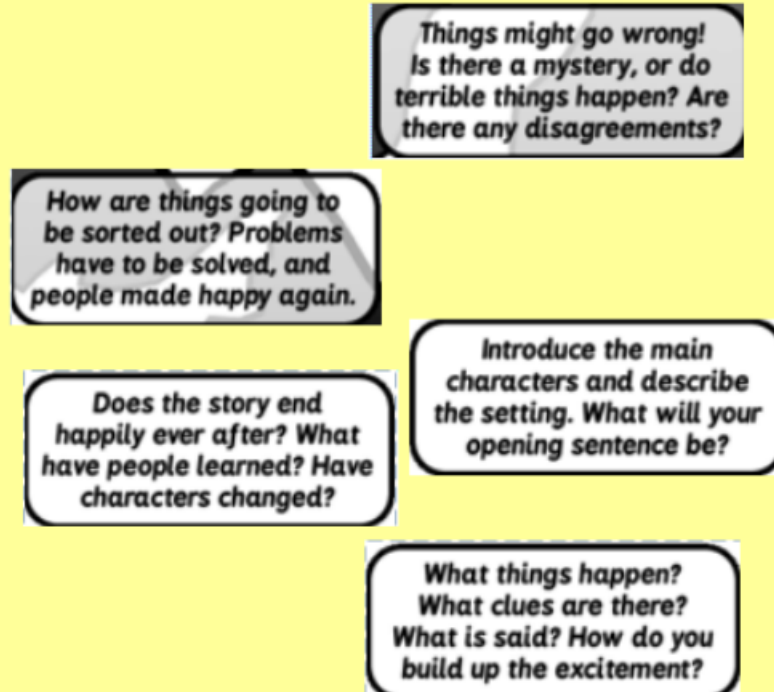 Things might go wrong!
Is there a mystery, or do
terrible things happen? Are
there any disagreements?
How are things going to
be sorted out? Problems
have to be solved, and
people made happy again.
Introduce the main
characters and describe
the setting. What will your
opening sentence be?
Does the story end
happily ever after? What
have people learned? Have
characters changed?
What things happen?
What clues are there?
What is said? How do you
build up the excitement?